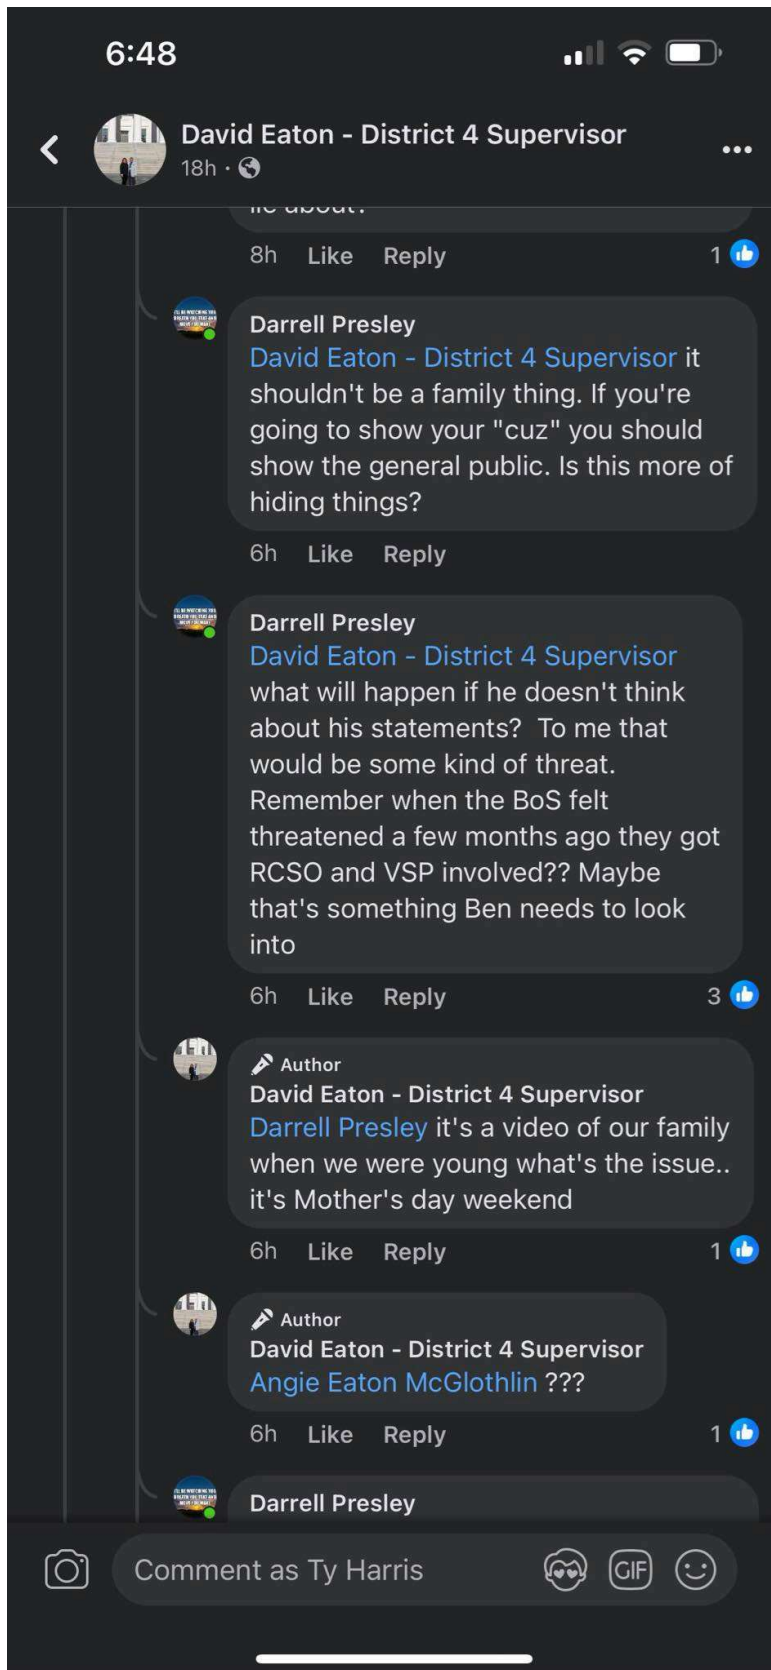 6:48
David Eaton - District 4 Supervisor
18h ·
8h Like Reply 1
Darrell Presley
David Eaton - District 4 Supervisor it
shouldn't be a family thing. If you're
going to show your "cuz" you should
show the general public. Is this more of
hiding things?
6h Like Reply
Darrell Presley
David Eaton - District 4 Supervisor
what will happen if he doesn't think
about his statements?  To me that
would be some kind of threat.
Remember when the BoS felt
threatened a few months ago they got
RCSO and VSP involved?? Maybe
that's something Ben needs to look
into
6h Like Reply 3
Author
David Eaton - District 4 Supervisor
Darrell Presley it's a video of our family
when we were young what's the issue..
it's Mother's day weekend
6h Like Reply 1
Author
David Eaton - District 4 Supervisor
Angie Eaton McGlothlin ???
6h Like Reply 1
Darrell Presley
Comment as Ty Harris
GIF